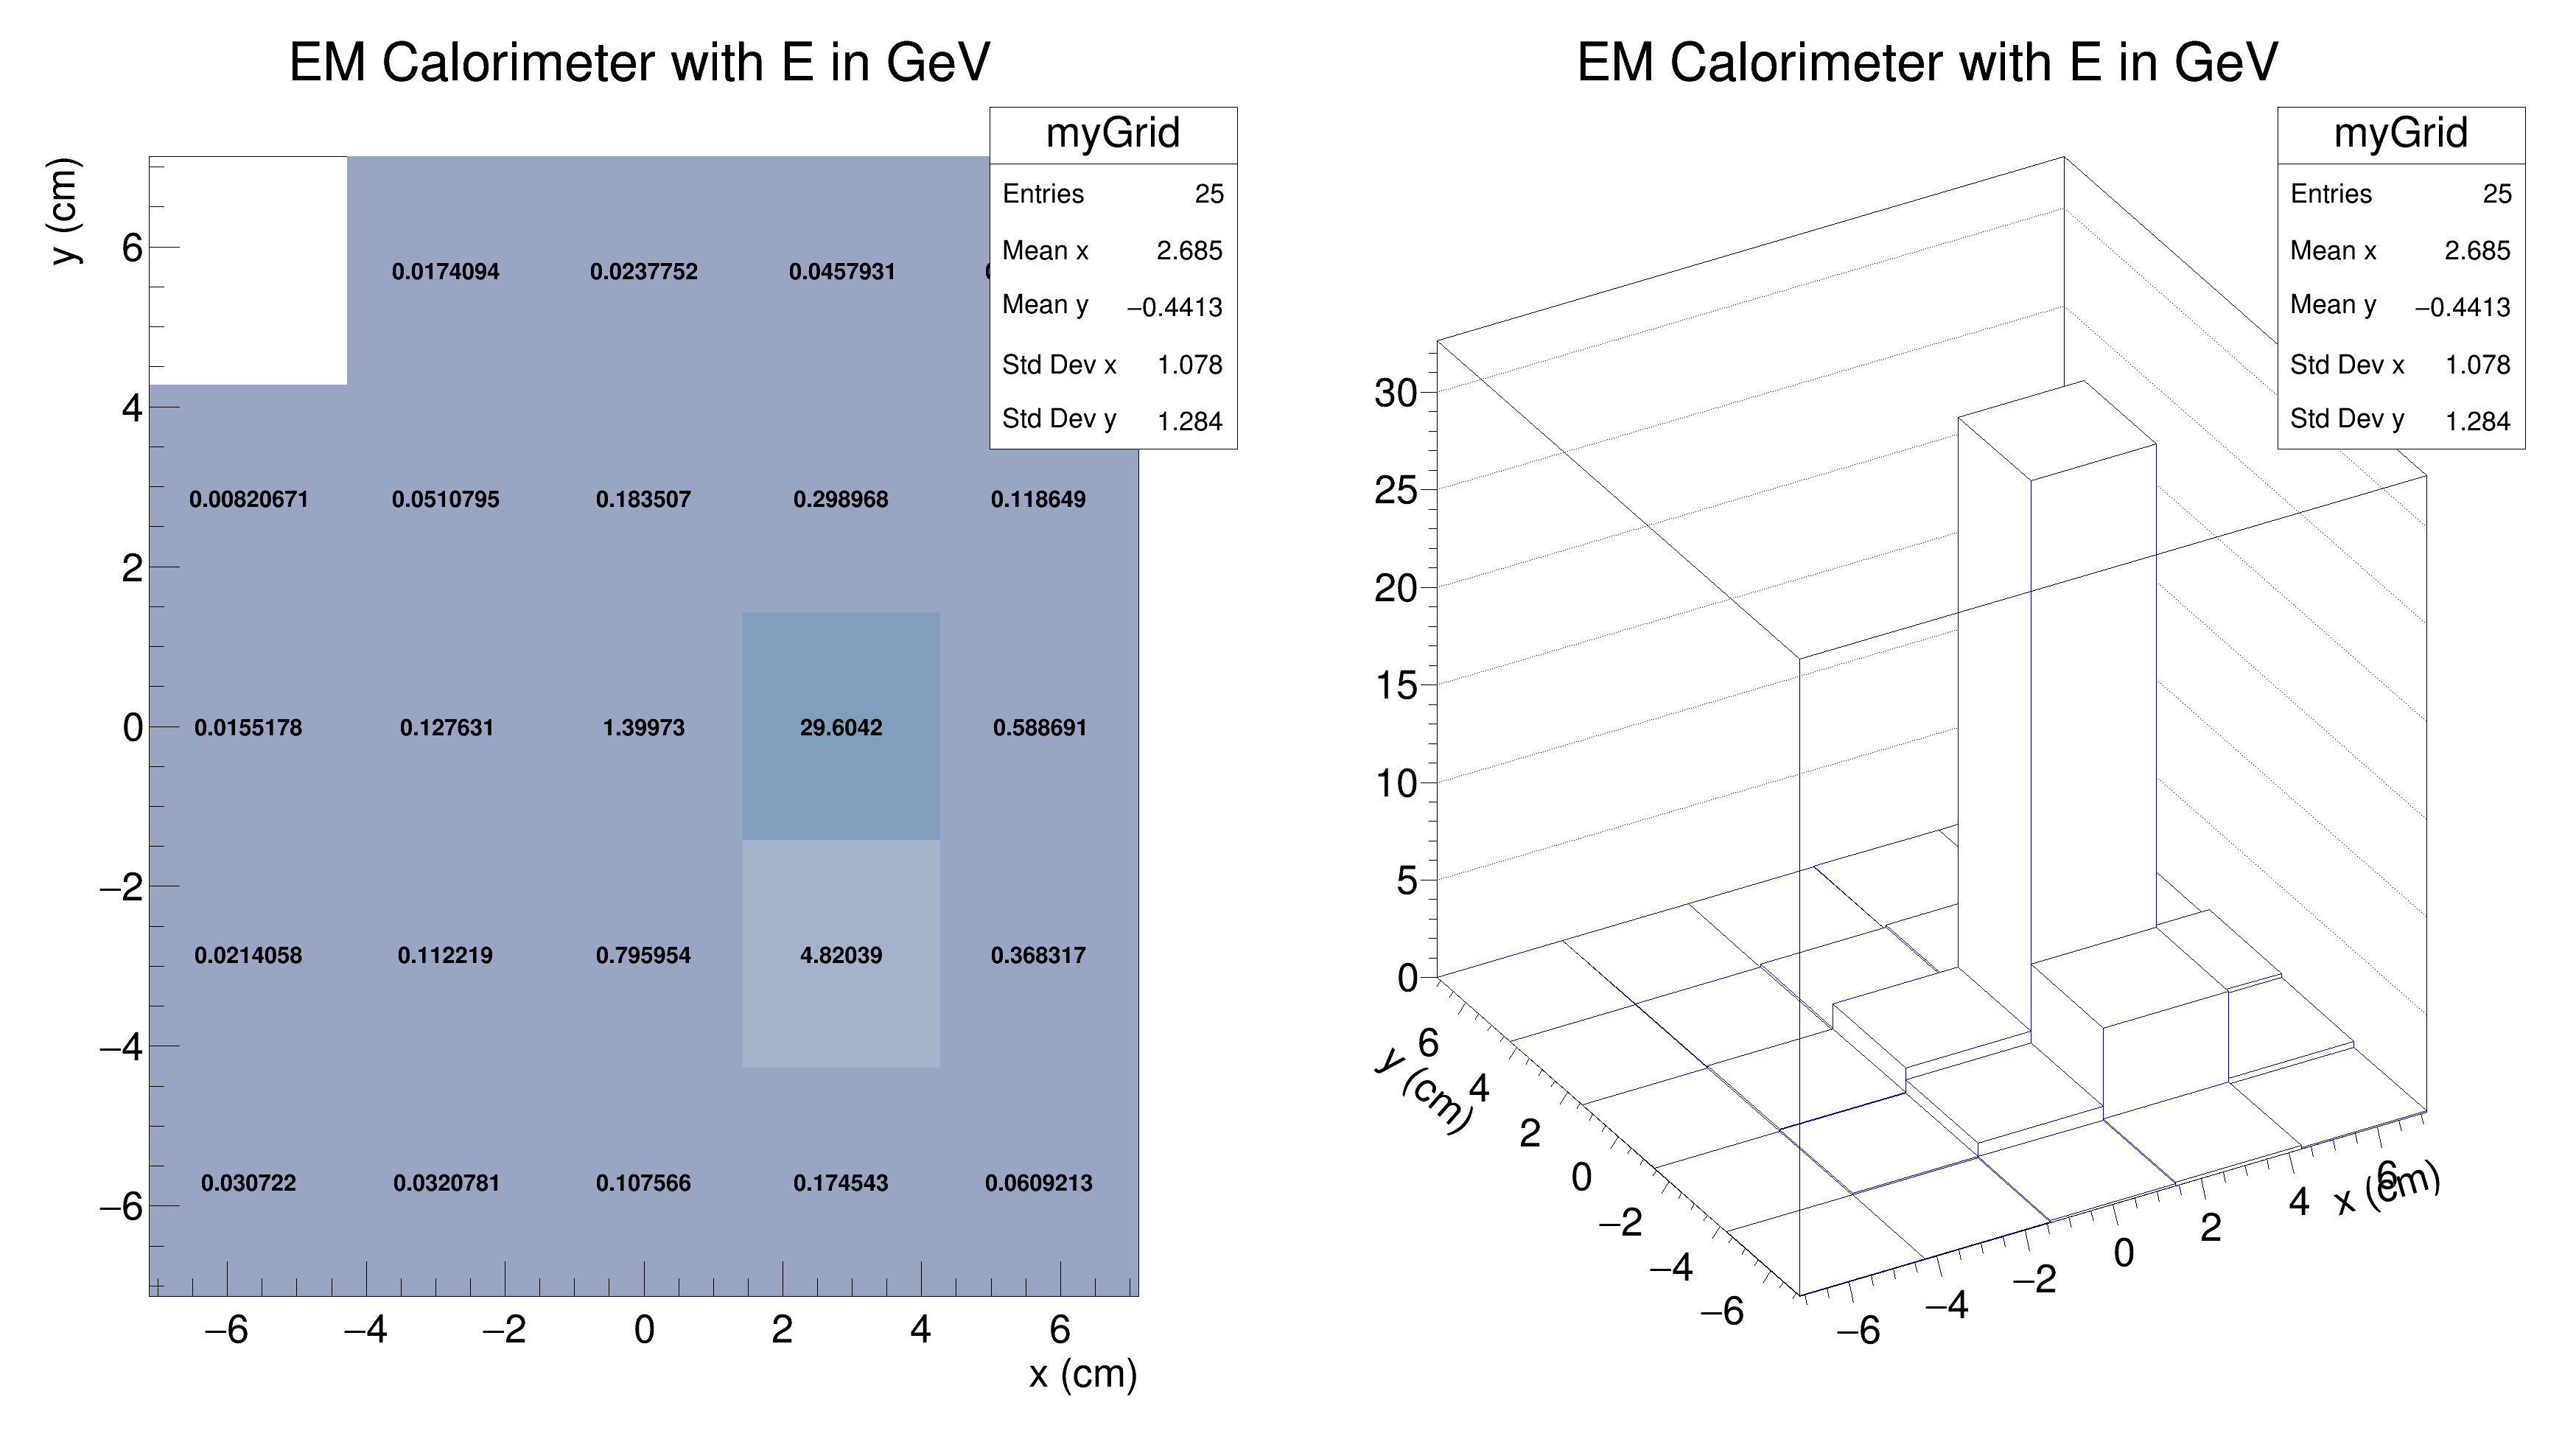 EM Calorimeter with E in GeV
myGrid
Entries 25
Mean x 2.685
Mean y −0.4413
Std Dev x 1.078
Std Dev y 1.284
y (cm)
6
4
2
0
−2
−4
−6
0.0174094 0.0237752 0.0457931
0.00820671 0.0510795 0.183507 0.298968 0.118649
0.0155178 0.127631 1.39973 29.6042 0.588691
0.0214058 0.112219 0.795954 4.82039 0.368317
0.030722 0.0320781 0.107566 0.174543 0.0609213
−6 −4 −2 0 2 4 6
x (cm)
EM Calorimeter with E in GeV
myGrid
Entries 25
Mean x 2.685
Mean y −0.4413
Std Dev x 1.078
Std Dev y 1.284
30
25
20
15
10
5
0
y (cm)
6
4
2
0
−2
−4
−6
−6
−4
−2
0
2
4
6
x (cm)